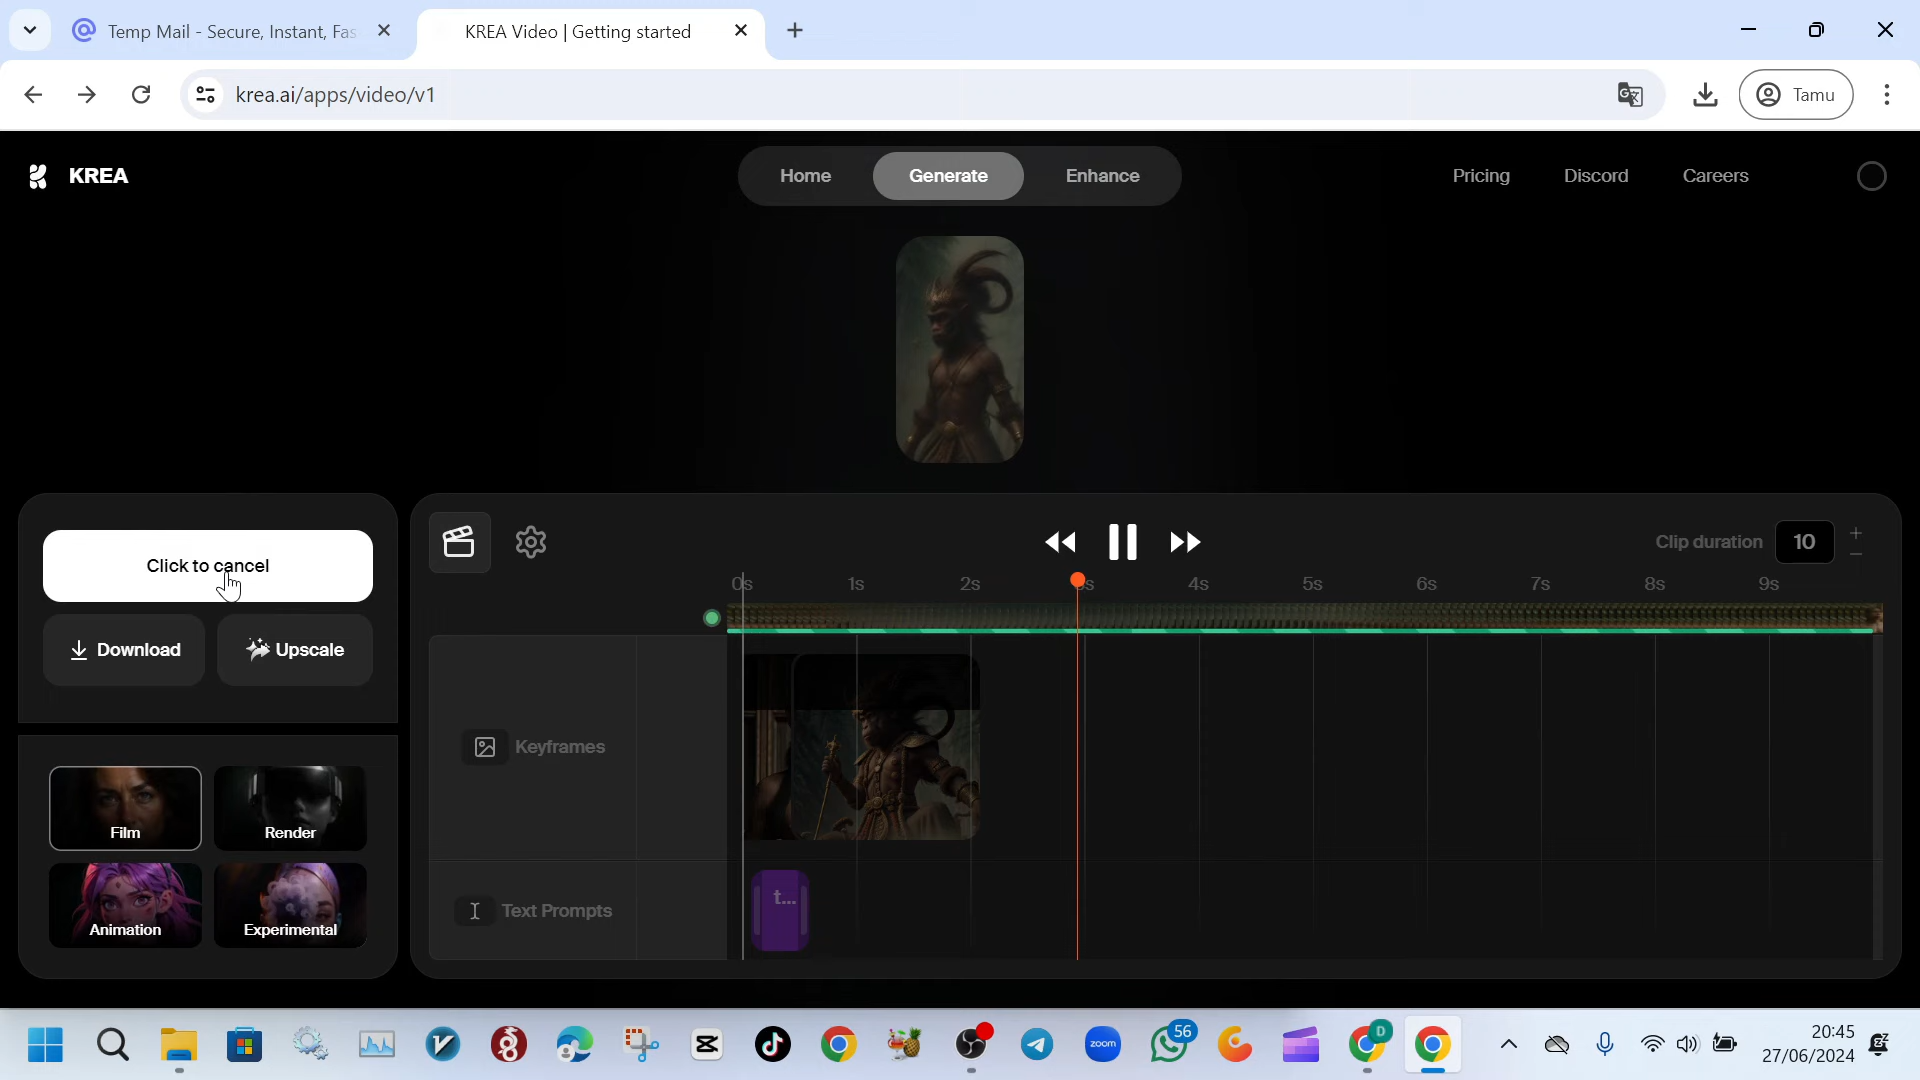 Temp Mail - Secure, Instant, Fas
KREA Video | Getting started
krea.ai/apps/video/v1
Tamu
KREA
Home
Generate
Enhance
Pricing
Discord
Careers
Click to cancel
Download
Upscale
Film
Render
Animation
Experimental
Clip duration
10
0s
1s
2s
4s
5s
6s
7s
8s
9s
Keyframes
Text Prompts
t...
56
D
zoom
20:45
27/06/2024